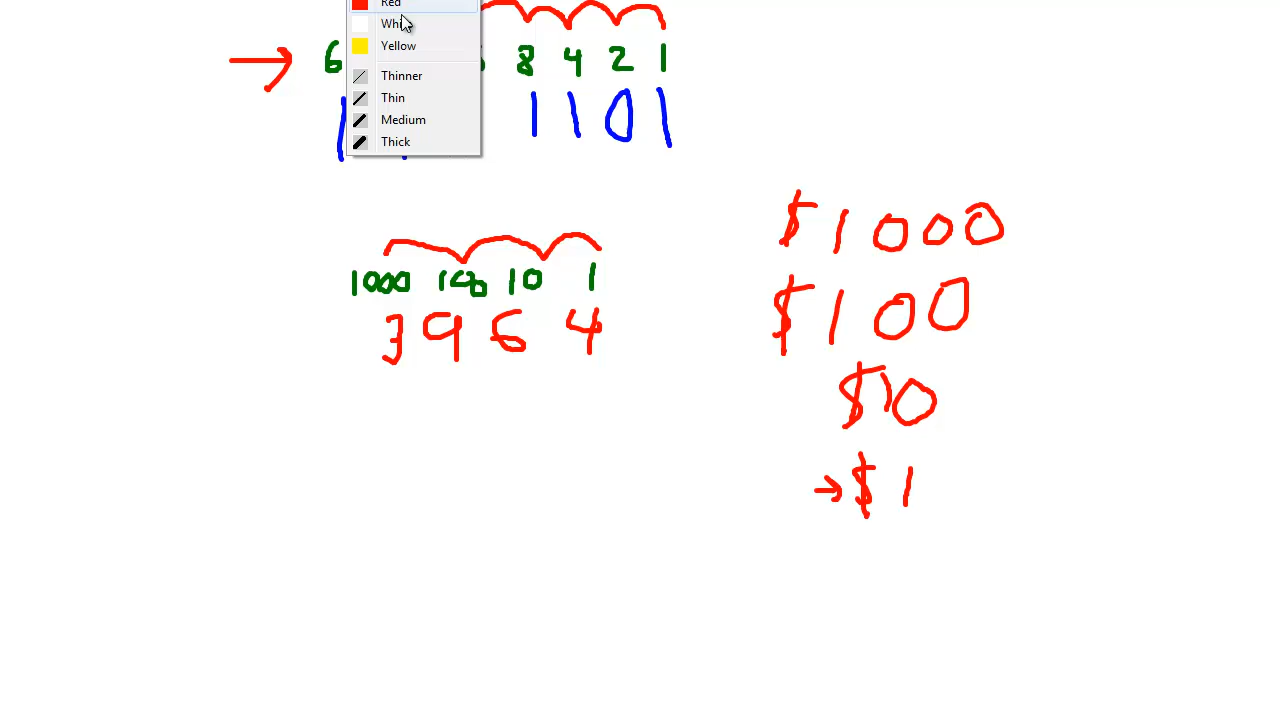 Red
Whi
Yellow
Thinner
Thin
Medium
Thick
6 8 4 2 1
1 1 1 0 1
$1000
1000 100 10 1
3 9 6 4
$100
$10
→ $1